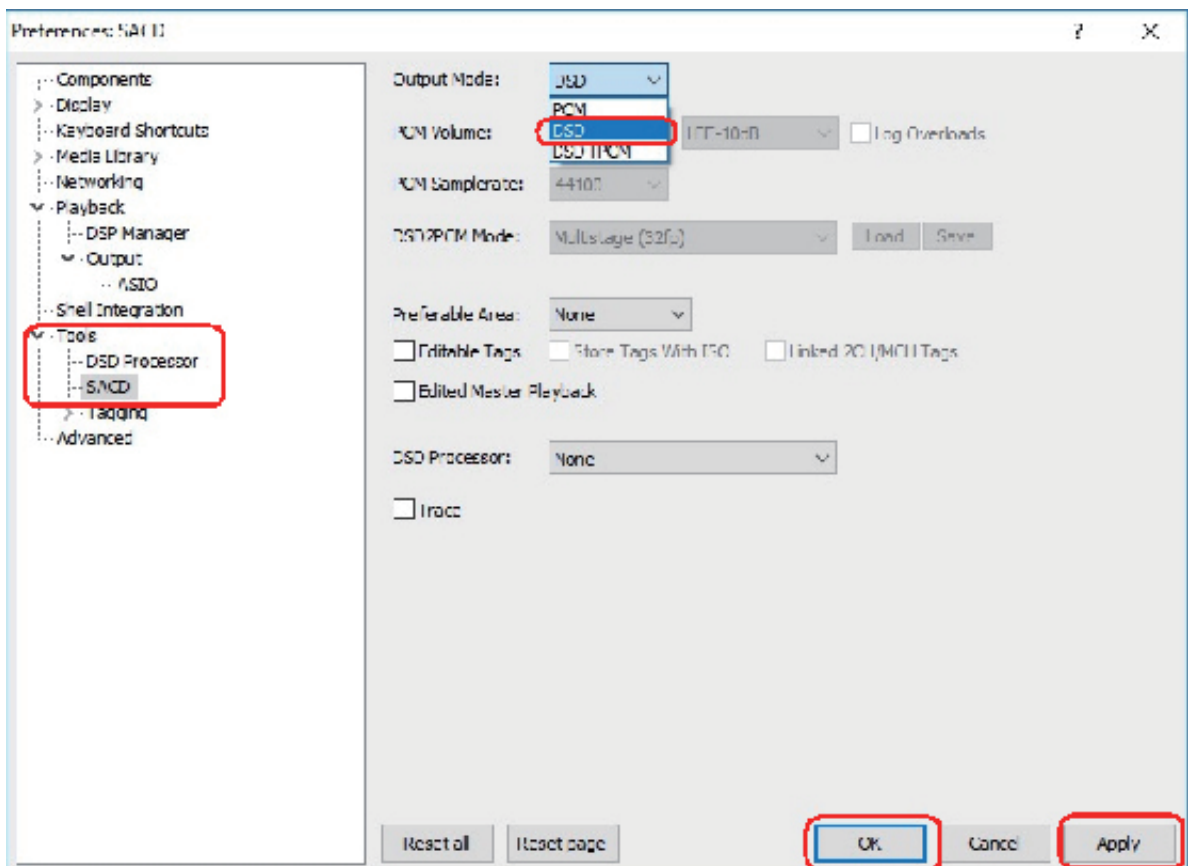 Preferences: SACD
?
Components
Display
Keyboard Shortcuts
Media Library
Networking
Playback
DSP Manager
Output
ASIO
Shell Integration
Tools
DSD Processor
SACD
Tagging
Advanced
Output Mode: DSD
PCM
DSD
DSD+PCM
PCM Volume: LFE+10dB Log Overloads
PCM Samplerate: 44100
DSD2PCM Mode: Multistage (32fp) Load Save
Preferable Area: None
Editable Tags Store Tags With ISO Linked 2CH/MCH Tags
Edited Master Playback
DSD Processor: None
Trace
Reset all Reset page OK Cancel Apply